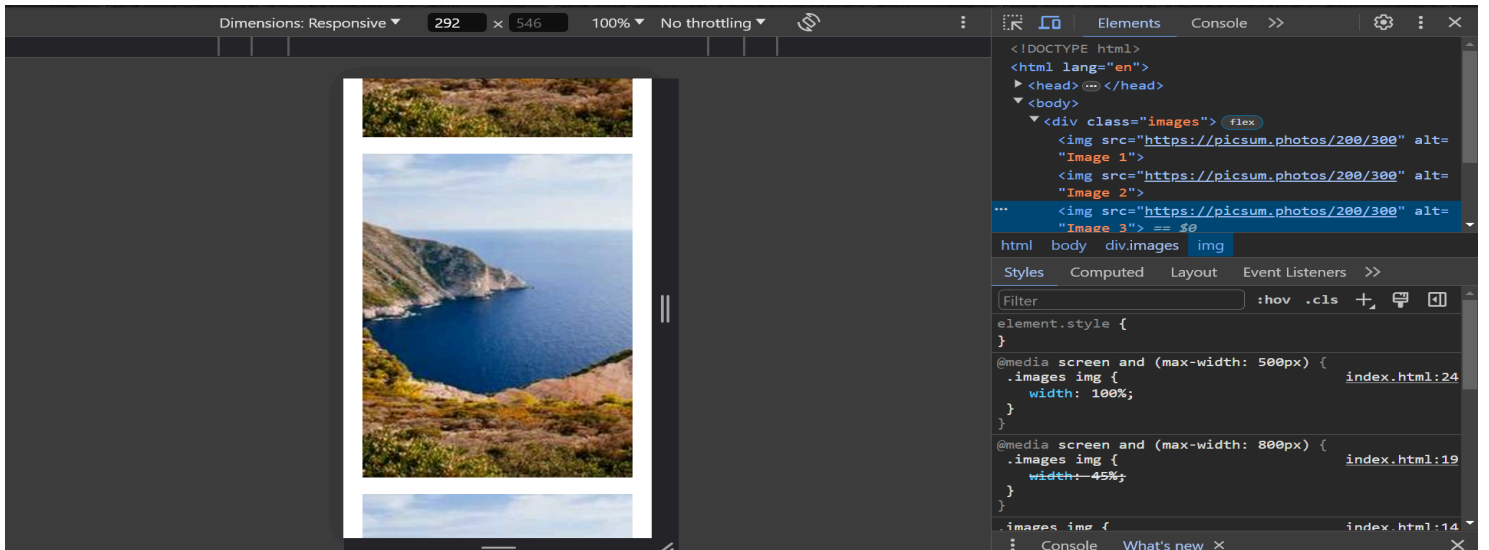 Dimensions: Responsive ▼ 292 × 546 100% ▼ No throttling ▼
Elements Console >>
<!DOCTYPE html>
<html lang="en">
<head> ⋯ </head>
<body>
<div class="images"> flex
<img src="https://picsum.photos/200/300" alt=
"Image 1">
<img src="https://picsum.photos/200/300" alt=
"Image 2">
<img src="https://picsum.photos/200/300" alt=
"Image 3"> == $0
html body div.images img
Styles Computed Layout Event Listeners >>
Filter :hov .cls
element.style {
}
@media screen and (max-width: 500px) {
.images img { index.html:24
width: 100%;
}
}
@media screen and (max-width: 800px) {
.images img { index.html:19
width: 45%;
}
}
.images img { index.html:14
Console What's new ×